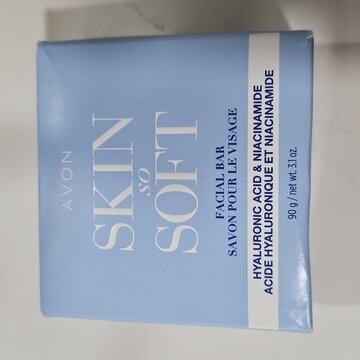 AVON
SKIN
so
SOFT
FACIAL BAR
SAVON POUR LE VISAGE
HYALURONIC ACID & NIACINAMIDE
ACIDE HYALURONIQUE ET NIACINAMIDE
90 g / net wt. 3.1 oz.